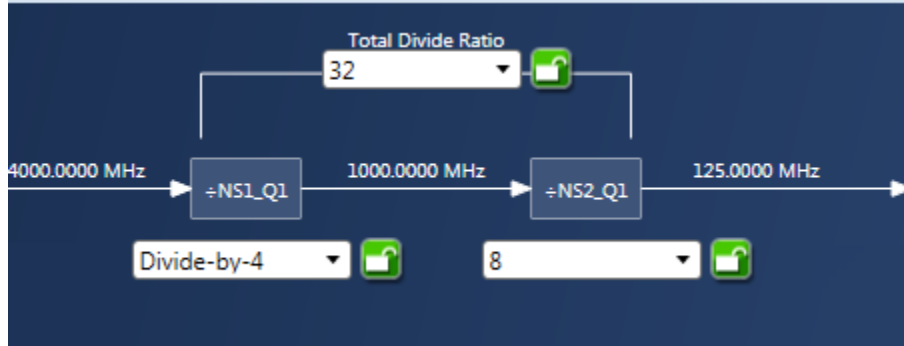 Total Divide Ratio
32
4000.0000 MHz
÷NS1_Q1
1000.0000 MHz
÷NS2_Q1
125.0000 MHz
Divide-by-4
8